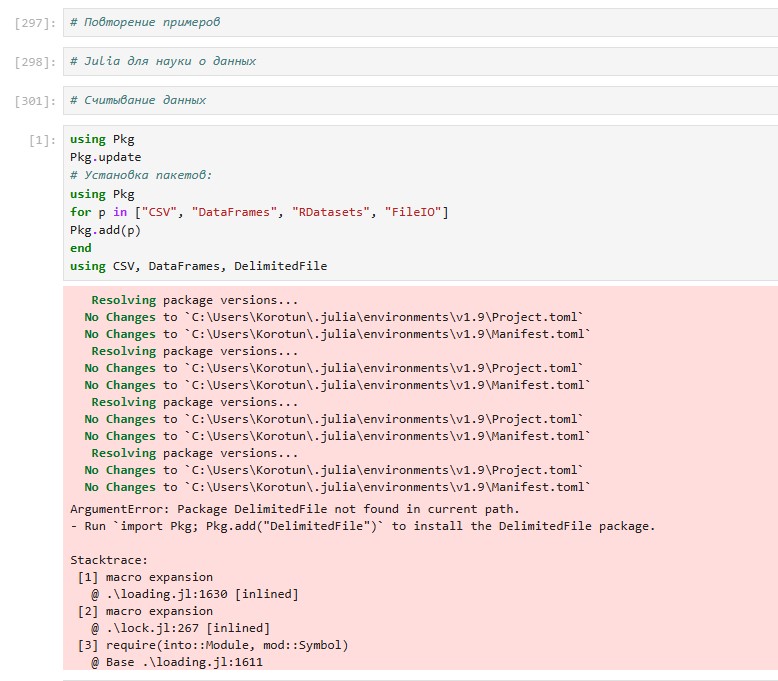 [297]: # Повторение примеров
[298]: # Julia для науки о данных
[301]: # Считывание данных
[1]: using Pkg
Pkg.update
# Установка пакетов:
using Pkg
for p in ["CSV", "DataFrames", "RDatasets", "FileIO"]
Pkg.add(p)
end
using CSV, DataFrames, DelimitedFile
Resolving package versions...
No Changes to `C:\Users\Korotun\.julia\environments\v1.9\Project.toml`
No Changes to `C:\Users\Korotun\.julia\environments\v1.9\Manifest.toml`
Resolving package versions...
No Changes to `C:\Users\Korotun\.julia\environments\v1.9\Project.toml`
No Changes to `C:\Users\Korotun\.julia\environments\v1.9\Manifest.toml`
Resolving package versions...
No Changes to `C:\Users\Korotun\.julia\environments\v1.9\Project.toml`
No Changes to `C:\Users\Korotun\.julia\environments\v1.9\Manifest.toml`
Resolving package versions...
No Changes to `C:\Users\Korotun\.julia\environments\v1.9\Project.toml`
No Changes to `C:\Users\Korotun\.julia\environments\v1.9\Manifest.toml`
ArgumentError: Package DelimitedFile not found in current path.
- Run `import Pkg; Pkg.add("DelimitedFile")` to install the DelimitedFile package.
Stacktrace:
[1] macro expansion
@ .\loading.jl:1630 [inlined]
[2] macro expansion
@ .\lock.jl:267 [inlined]
[3] require(into::Module, mod::Symbol)
@ Base .\loading.jl:1611